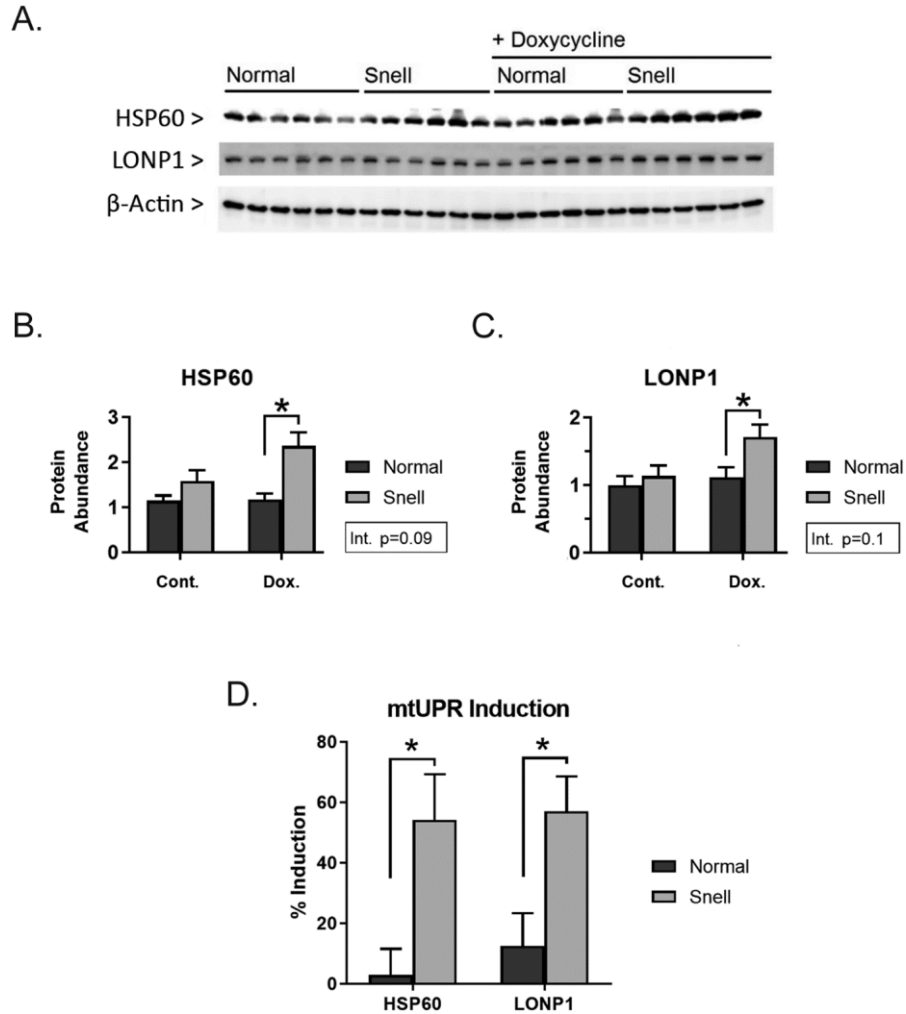 A.
+ Doxycycline
Normal Snell Normal Snell
HSP60 >
LONP1 >
β-Actin >
B.
HSP60
Protein
Abundance
3
2
1
0
*
Cont. Dox.
Normal
Snell
Int. p=0.09
C.
LONP1
Protein
Abundance
2
1
0
*
Cont. Dox.
Normal
Snell
Int. p=0.1
D.
mtUPR Induction
% Induction
80
60
40
20
0
* *
HSP60 LONP1
Normal
Snell